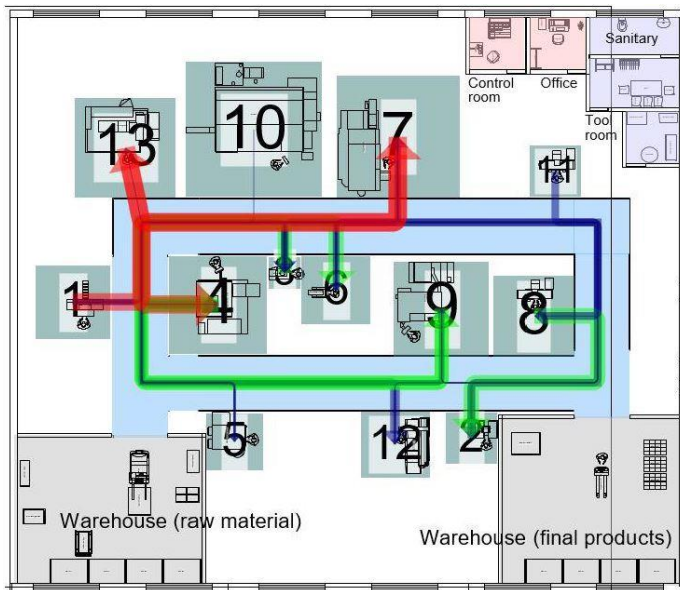 Sanitary
Control
room
Office
Tool
room
13
10
7
11
1
4
3
6
9
8
5
12
2
Warehouse (raw material)
Warehouse (final products)